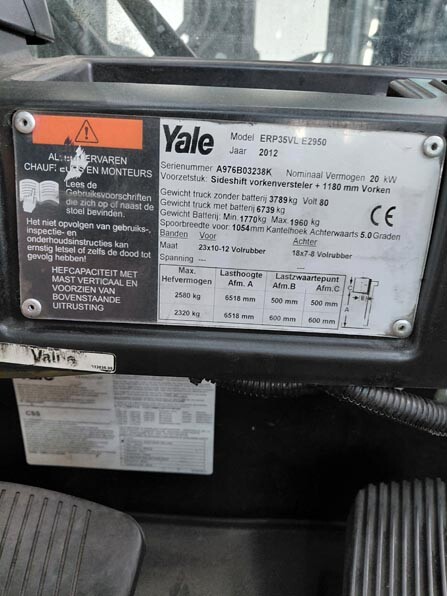 Yale
Model ERP35VL E2950
Jaar 2012
Serienummer A976B03238K Nominaal Vermogen 20 kW
Voorzetstuk: Sideshift vorkenversteler + 1180 mm Vorken
Gewicht truck zonder batterij 3789 kg Volt 80
Gewicht truck met batterij 6739 kg
Gewicht Batterij: Min. 1770 kg Max 1960 kg
Spoorbreedte voor: 1054 mm Kantelhoek Achterwaarts 5.0 Graden
CE
Banden Voor Achter
Maat 23x10-12 Volrubber 18x7-8 Volrubber
Spanning --- ---
Max. Hefvermogen Lasthoogte Afm. A Lastzwaartepunt Afm.B Afm.C
2580 kg 6518 mm 500 mm 500 mm
2320 kg 6518 mm 600 mm 600 mm
CHAUFFEURS EN MONTEURS
Lees de
Gebruiksvoorschriften
die zich op of naast de
stoel bevinden.
Het niet opvolgen van gebruiks-,
inspectie-en
onderhoudsinstructies kan
ernstig letsel of zelfs de dood tot
gevolg hebben!
HEFCAPACITEIT MET
MAST VERTICAAL EN
VOORZIEN VAN
BOVENSTAANDE
UITRUSTING
Yale
Yale
CSS